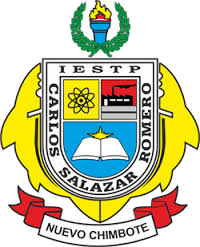 IESTP
CARLOS SALAZAR ROMERO
NUEVO CHIMBOTE